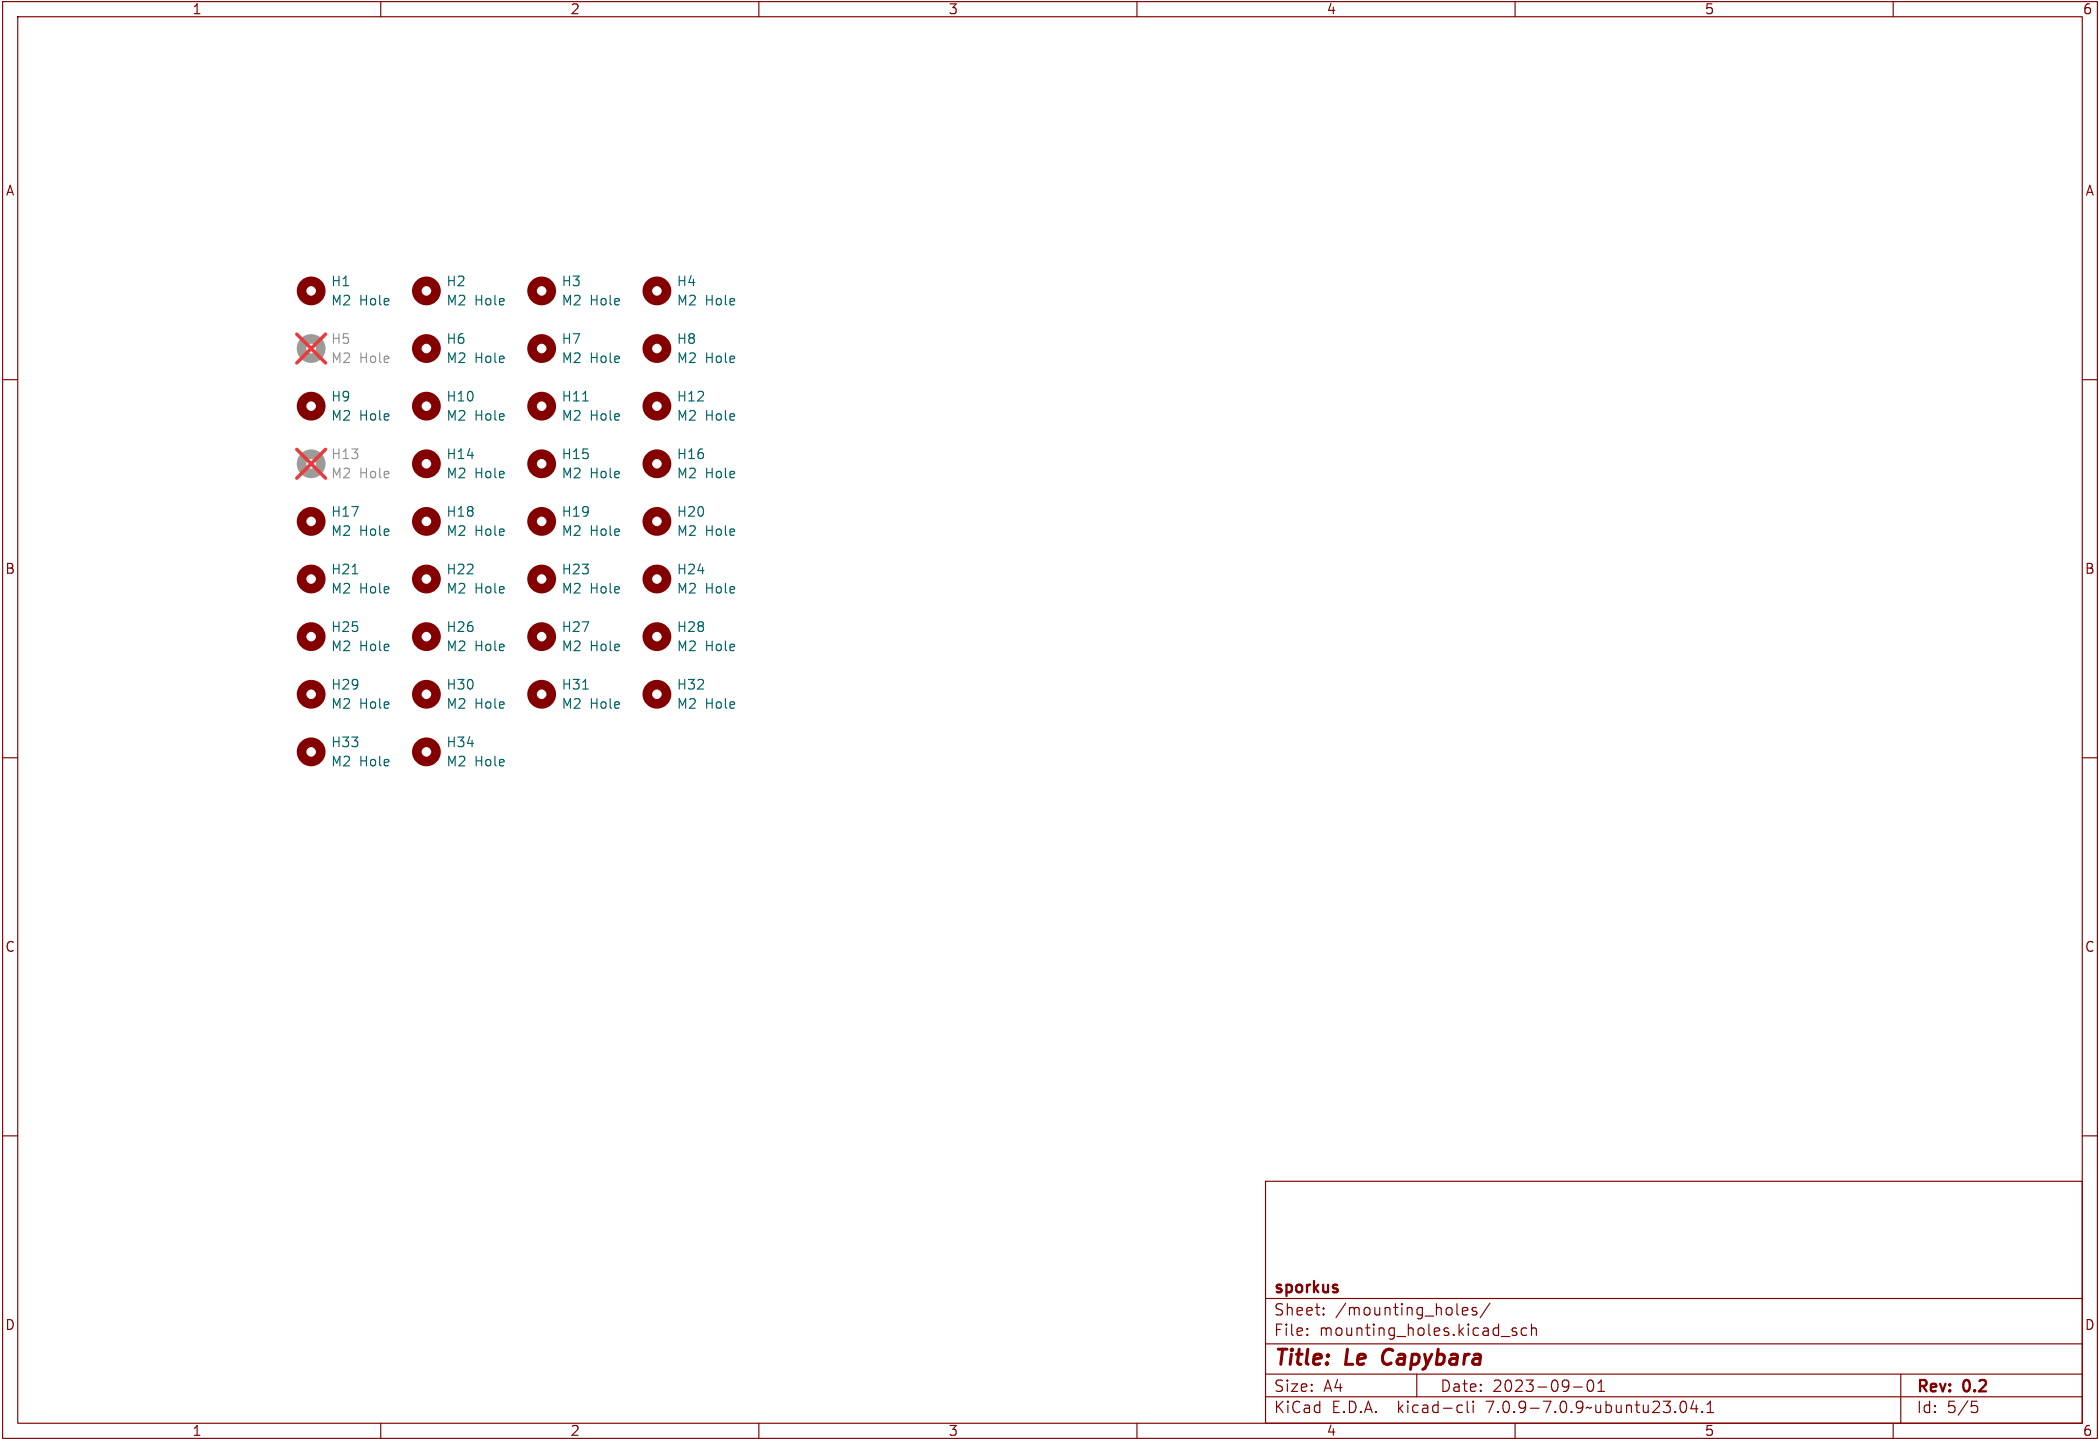 1 2 3 4 5 6
A A
H1 H2 H3 H4
M2 Hole M2 Hole M2 Hole M2 Hole
H5 H6 H7 H8
M2 Hole M2 Hole M2 Hole M2 Hole
H9 H10 H11 H12
M2 Hole M2 Hole M2 Hole M2 Hole
H13 H14 H15 H16
M2 Hole M2 Hole M2 Hole M2 Hole
H17 H18 H19 H20
M2 Hole M2 Hole M2 Hole M2 Hole
B B
H21 H22 H23 H24
M2 Hole M2 Hole M2 Hole M2 Hole
H25 H26 H27 H28
M2 Hole M2 Hole M2 Hole M2 Hole
H29 H30 H31 H32
M2 Hole M2 Hole M2 Hole M2 Hole
H33 H34
M2 Hole M2 Hole
C C
sporkus
Sheet: /mounting_holes/
File: mounting_holes.kicad_sch
D D
Title: Le Capybara
Size: A4 Date: 2023-09-01 Rev: 0.2
KiCad E.D.A. kicad-cli 7.0.9-7.0.9~ubuntu23.04.1 Id: 5/5
1 2 3 4 5 6